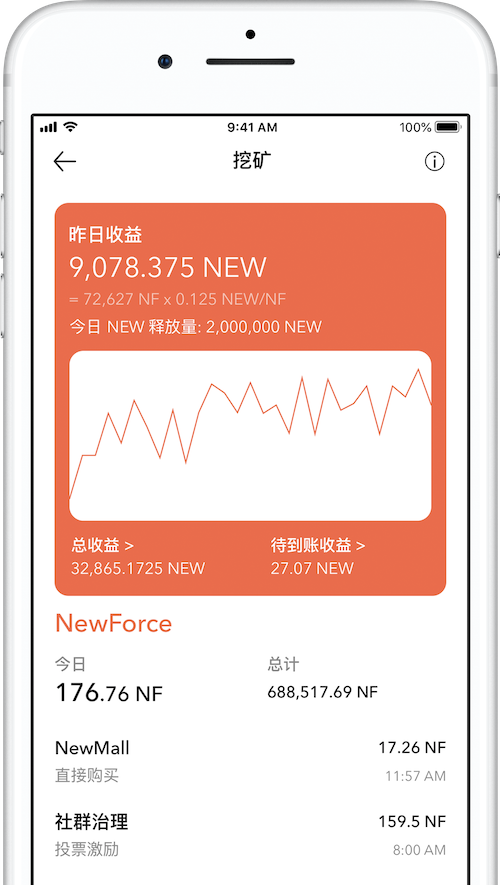 9:41 AM 100%
挖矿
昨日收益
9,078.375 NEW
= 72,627 NF x 0.125 NEW/NF
今日 NEW 释放量: 2,000,000 NEW
总收益 > 待到账收益 >
32,865.1725 NEW 27.07 NEW
NewForce
今日 总计
176.76 NF 688,517.69 NF
NewMall 17.26 NF
直接购买 11:57 AM
社群治理 159.5 NF
投票激励 8:00 AM